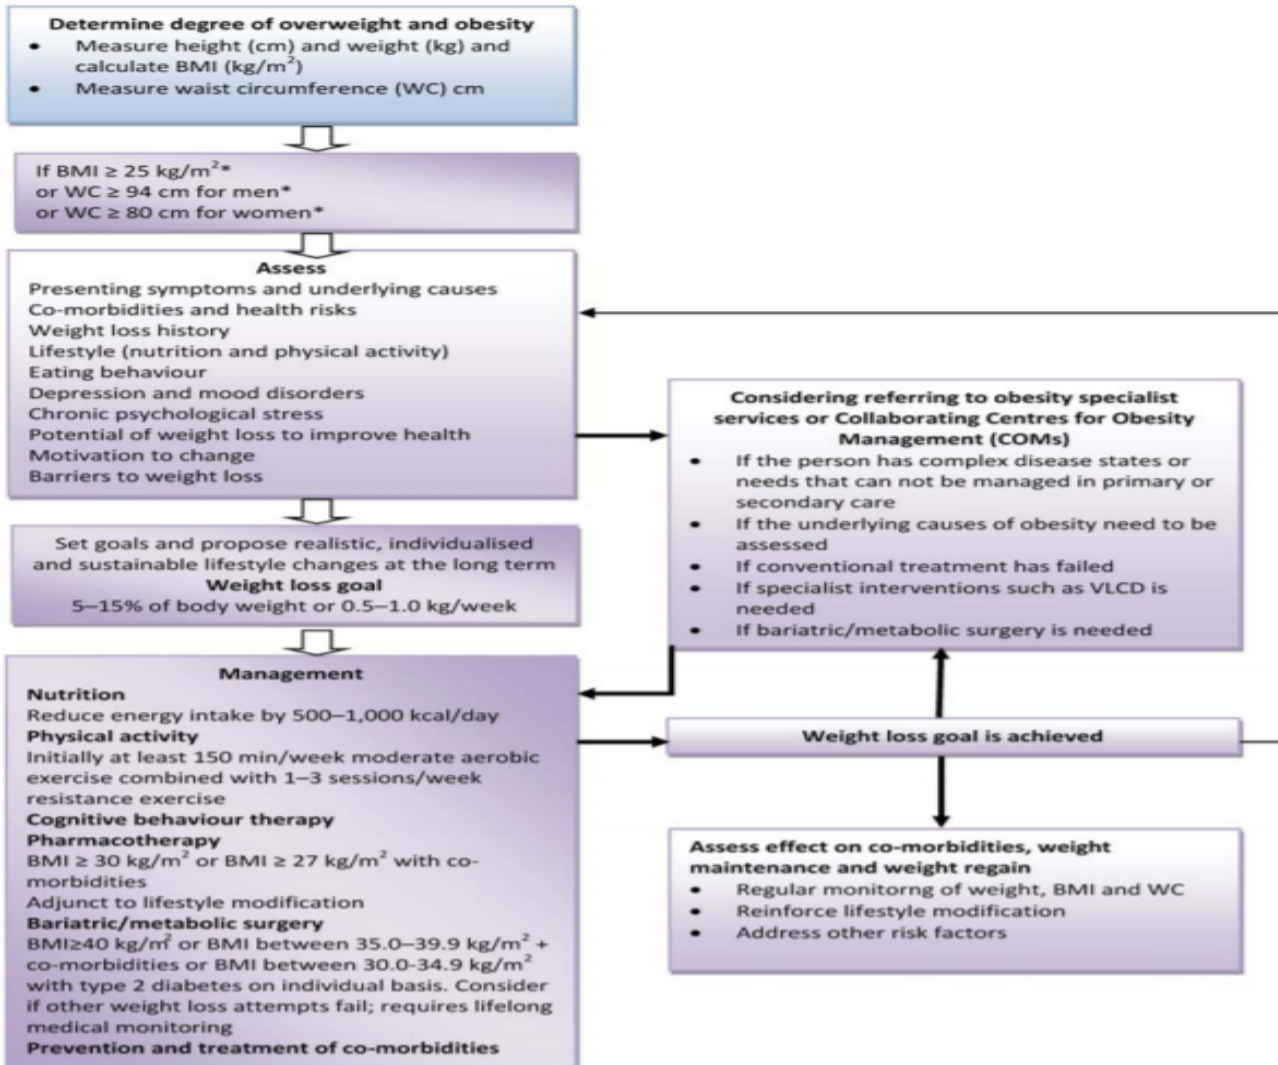 Determine degree of overweight and obesity
• Measure height (cm) and weight (kg) and
calculate BMI (kg/m²)
• Measure waist circumference (WC) cm
If BMI ≥ 25 kg/m²*
or WC ≥ 94 cm for men*
or WC ≥ 80 cm for women*
Assess
Presenting symptoms and underlying causes
Co-morbidities and health risks
Weight loss history
Lifestyle (nutrition and physical activity)
Eating behaviour
Depression and mood disorders
Chronic psychological stress
Potential of weight loss to improve health
Motivation to change
Barriers to weight loss
Considering referring to obesity specialist
services or Collaborating Centres for Obesity
Management (COMs)
• If the person has complex disease states or
needs that can not be managed in primary or
secondary care
• If the underlying causes of obesity need to be
assessed
• If conventional treatment has failed
• If specialist interventions such as VLCD is
needed
• If bariatric/metabolic surgery is needed
Set goals and propose realistic, individualised
and sustainable lifestyle changes at the long term
Weight loss goal
5–15% of body weight or 0.5–1.0 kg/week
Management
Nutrition
Reduce energy intake by 500–1,000 kcal/day
Physical activity
Initially at least 150 min/week moderate aerobic
exercise combined with 1–3 sessions/week
resistance exercise
Cognitive behaviour therapy
Pharmacotherapy
BMI ≥ 30 kg/m² or BMI ≥ 27 kg/m² with co-
morbidities
Adjunct to lifestyle modification
Bariatric/metabolic surgery
BMI≥40 kg/m² or BMI between 35.0–39.9 kg/m² +
co-morbidities or BMI between 30.0-34.9 kg/m²
with type 2 diabetes on individual basis. Consider
if other weight loss attempts fail; requires lifelong
medical monitoring
Prevention and treatment of co-morbidities
Weight loss goal is achieved
Assess effect on co-morbidities, weight
maintenance and weight regain
• Regular monitorng of weight, BMI and WC
• Reinforce lifestyle modification
• Address other risk factors